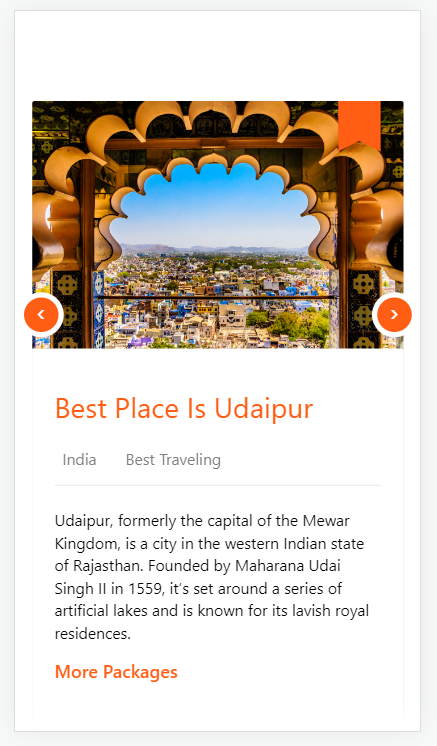 Best Place Is Udaipur
India Best Traveling
Udaipur, formerly the capital of the Mewar
Kingdom, is a city in the western Indian state
of Rajasthan. Founded by Maharana Udai
Singh II in 1559, it’s set around a series of
artificial lakes and is known for its lavish royal
residences.
More Packages